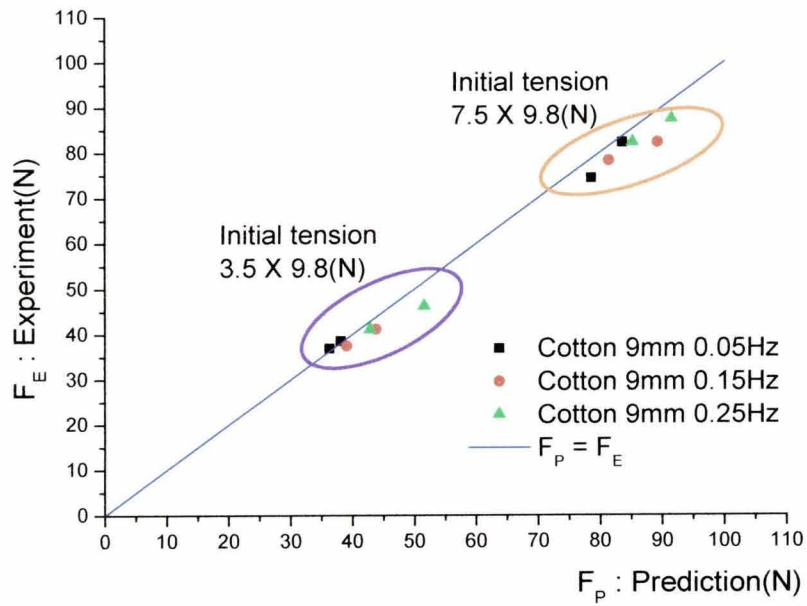 110
100
90
80
70
60
50
40
30
20
10
0
F_E : Experiment(N)
Initial tension
7.5 X 9.8(N)
Initial tension
3.5 X 9.8(N)
Cotton 9mm 0.05Hz
Cotton 9mm 0.15Hz
Cotton 9mm 0.25Hz
F_P = F_E
0 10 20 30 40 50 60 70 80 90 100 110
F_P : Prediction(N)